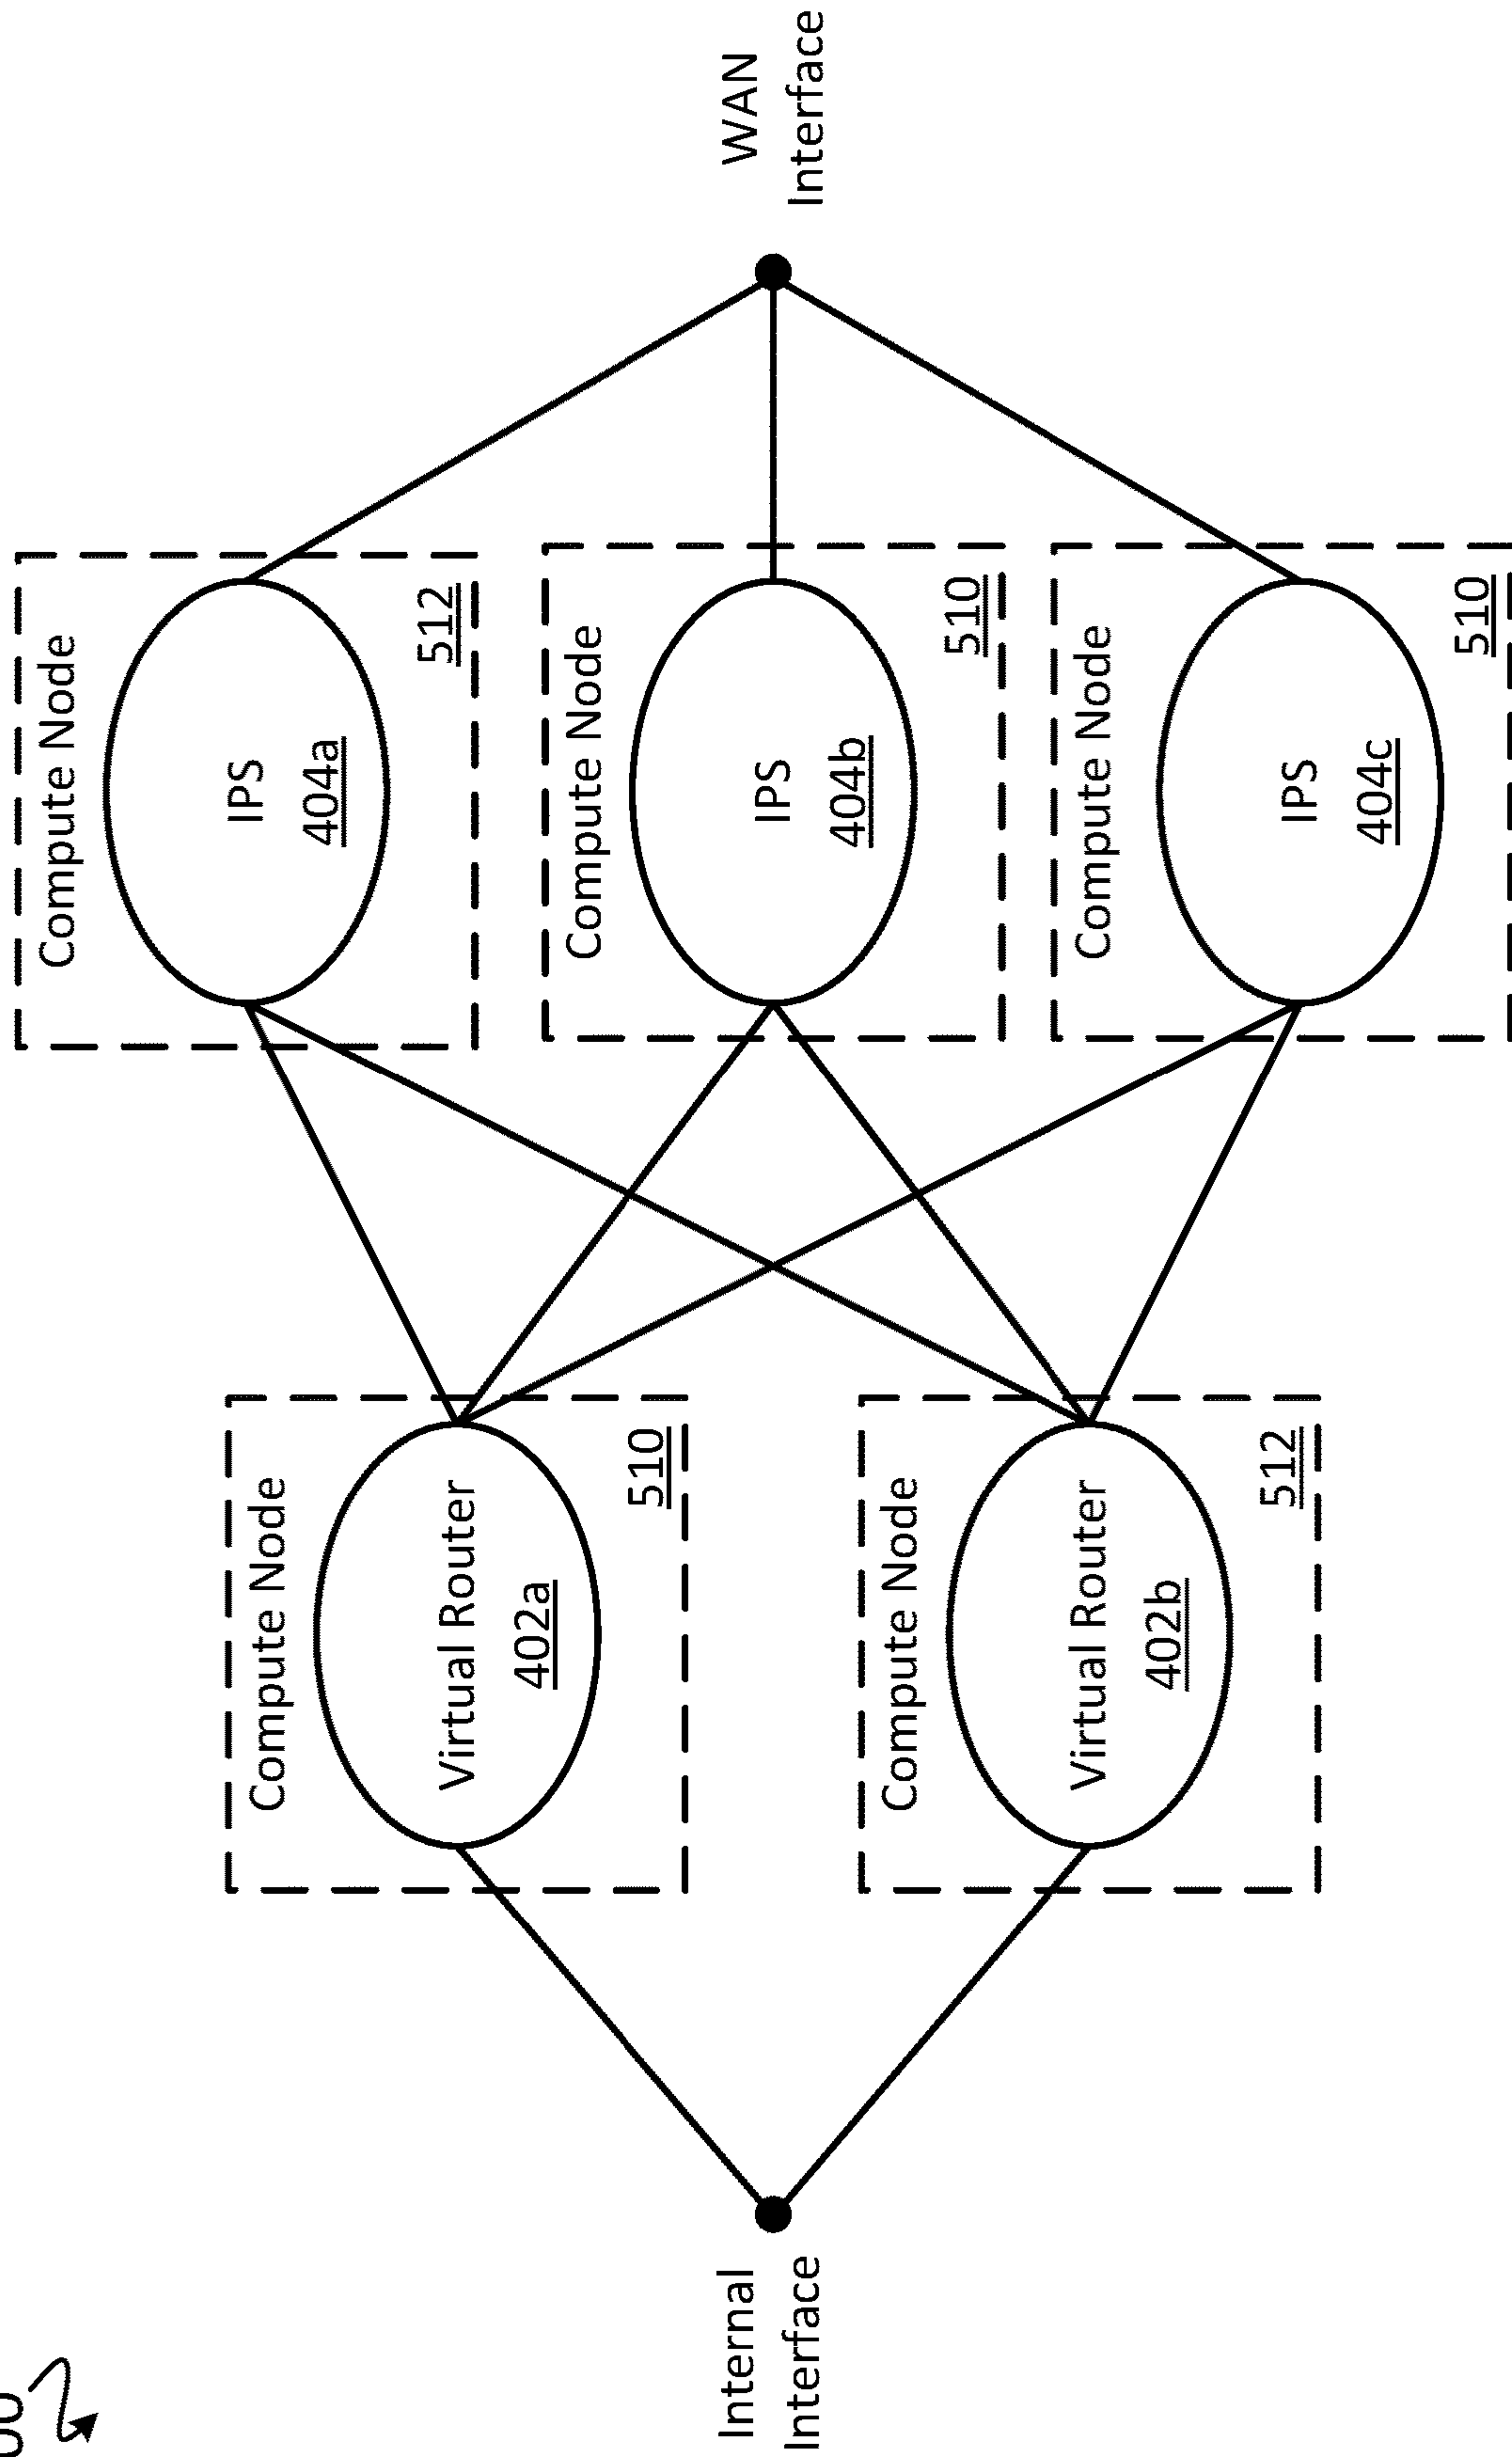 Compute Node
IPS
404a
512
Compute Node
Virtual Router
402a
510
Compute Node
IPS
404b
510
Internal
Interface
WAN
Interface
Compute Node
Virtual Router
402b
512
Compute Node
IPS
404c
510